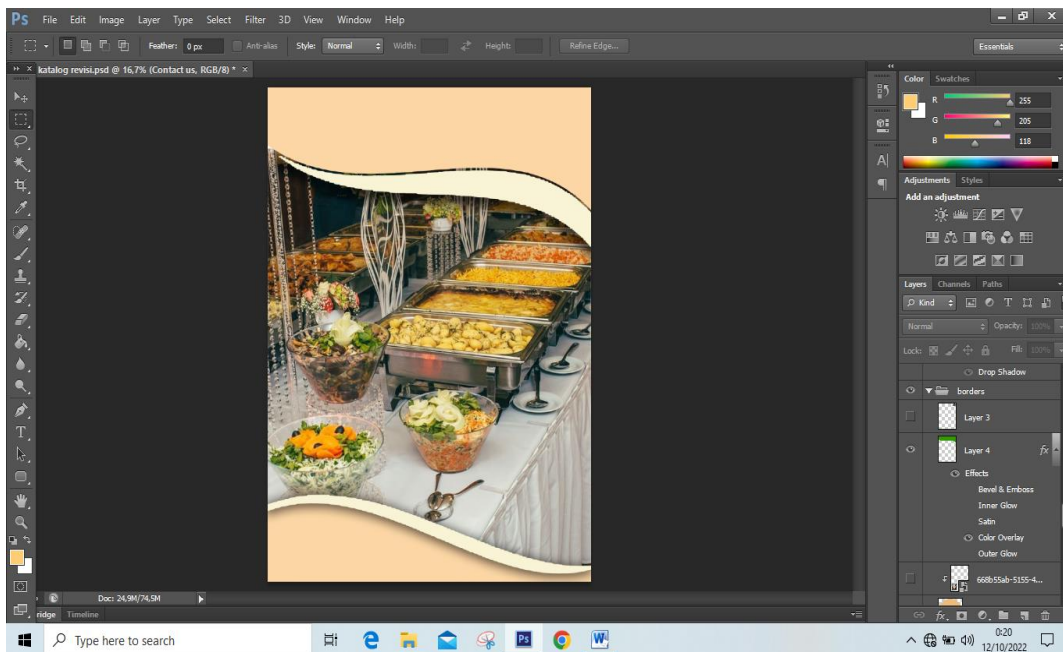 Ps File Edit Image Layer Type Select Filter 3D View Window Help
Feather: 0 px Anti-alias Style: Normal Width: Height: Refine Edge... Essentials
katalog revisi.psd @ 16,7% (Contact us, RGB/8) * ×
Color Swatches
R 255
G 205
B 118
Adjustments Styles
Add an adjustment
Layers Channels Paths
Kind
Normal Opacity: 100%
Lock: Fill: 100%
Drop Shadow
borders
Layer 3
Layer 4 fx
Effects
Bevel & Emboss
Inner Glow
Satin
Color Overlay
Outer Glow
668b55ab-5155-4...
Doc: 24,9M/74,5M
ridge Timeline
Type here to search
0:20
12/10/2022